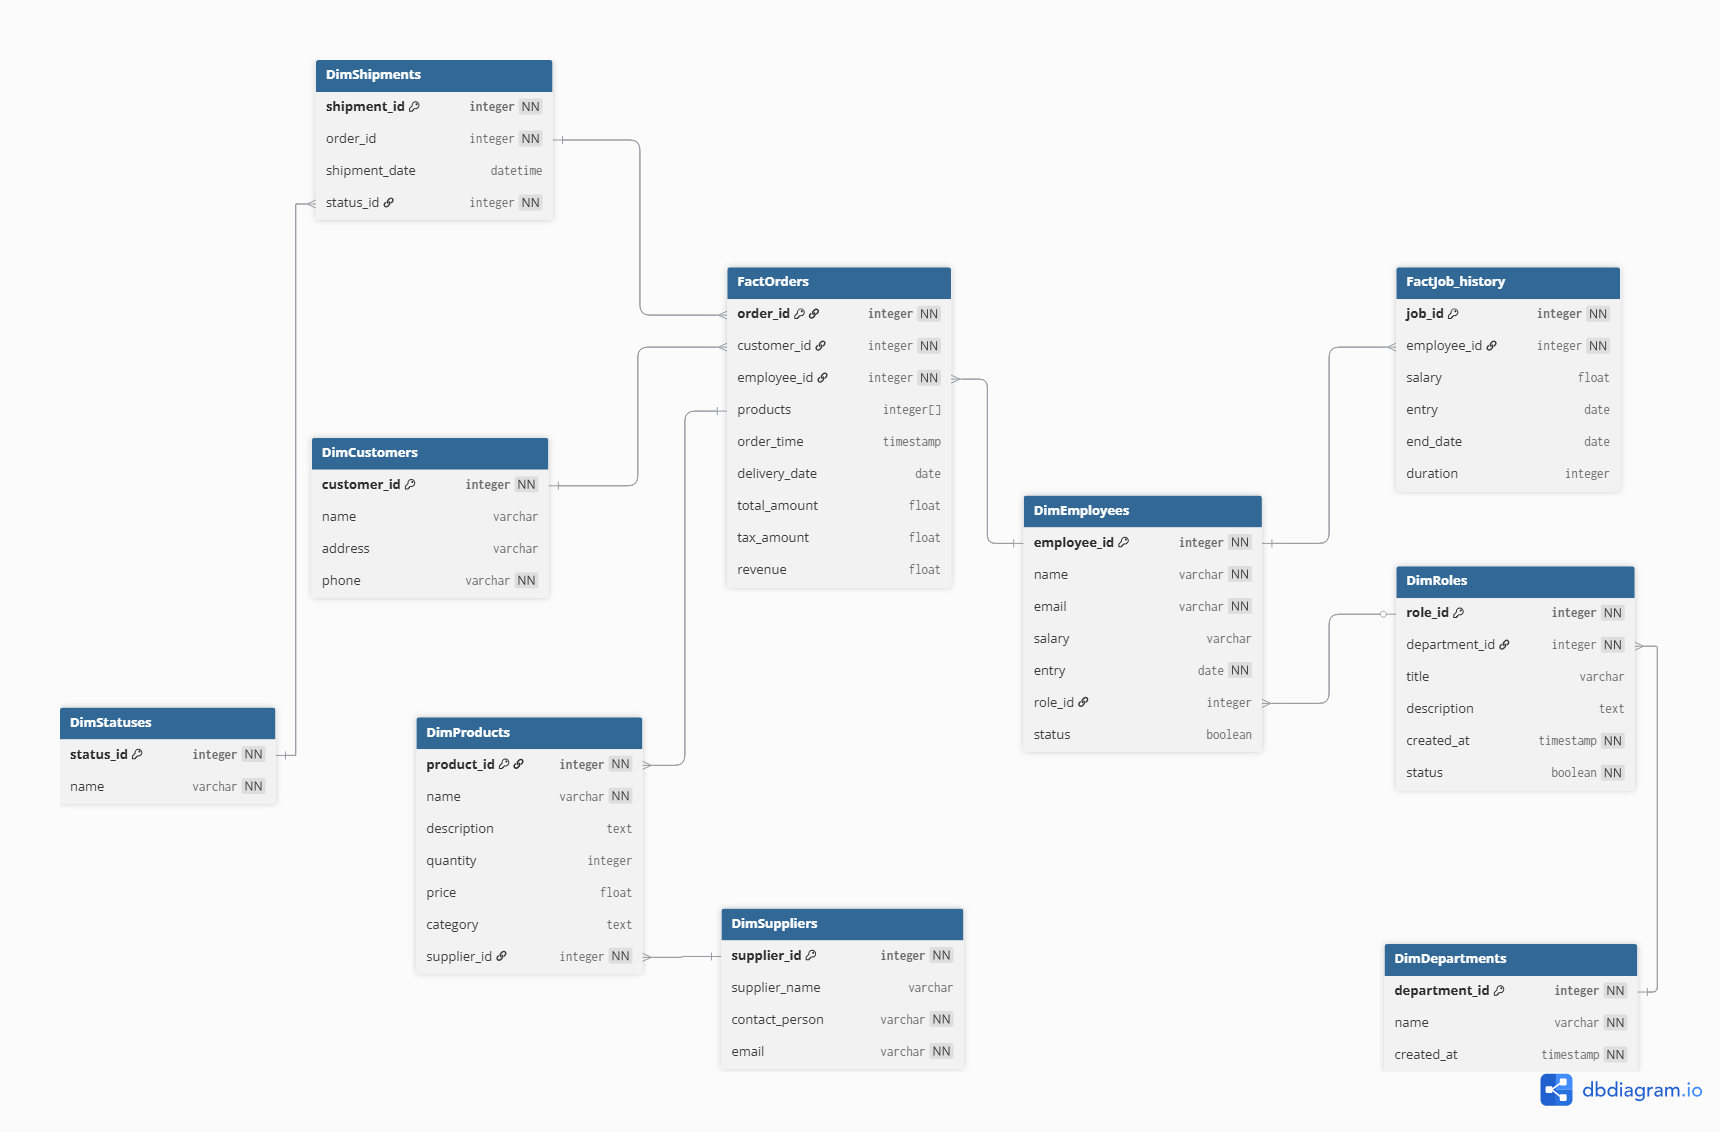 DimShipments
shipment_id integer NN
order_id integer NN
shipment_date datetime
status_id integer NN
FactOrders
order_id integer NN
customer_id integer NN
employee_id integer NN
products integer[]
order_time timestamp
delivery_date date
total_amount float
tax_amount float
revenue float
FactJob_history
job_id integer NN
employee_id integer NN
salary float
entry date
end_date date
duration integer
DimCustomers
customer_id integer NN
name varchar
address varchar
phone varchar NN
DimEmployees
employee_id integer NN
name varchar NN
email varchar NN
salary varchar
entry date NN
role_id integer
status boolean
DimRoles
role_id integer NN
department_id integer NN
title varchar
description text
created_at timestamp NN
status boolean NN
DimStatuses
status_id integer NN
name varchar NN
DimProducts
product_id integer NN
name varchar NN
description text
quantity integer
price float
category text
supplier_id integer NN
DimSuppliers
supplier_id integer NN
supplier_name varchar
contact_person varchar NN
email varchar NN
DimDepartments
department_id integer NN
name varchar NN
created_at timestamp NN
dbdiagram.io